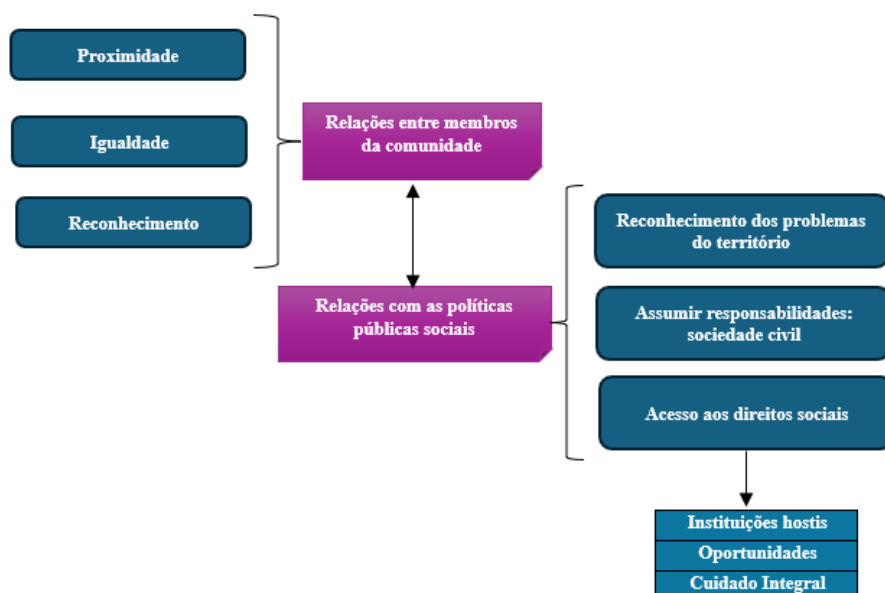 Proximidade
Igualdade
Reconhecimento
Relações entre membros
da comunidade
Relações com as políticas
públicas sociais
Reconhecimento dos problemas
do território
Assumir responsabilidades:
sociedade civil
Acesso aos direitos sociais
Instituições hostis
Oportunidades
Cuidado Integral